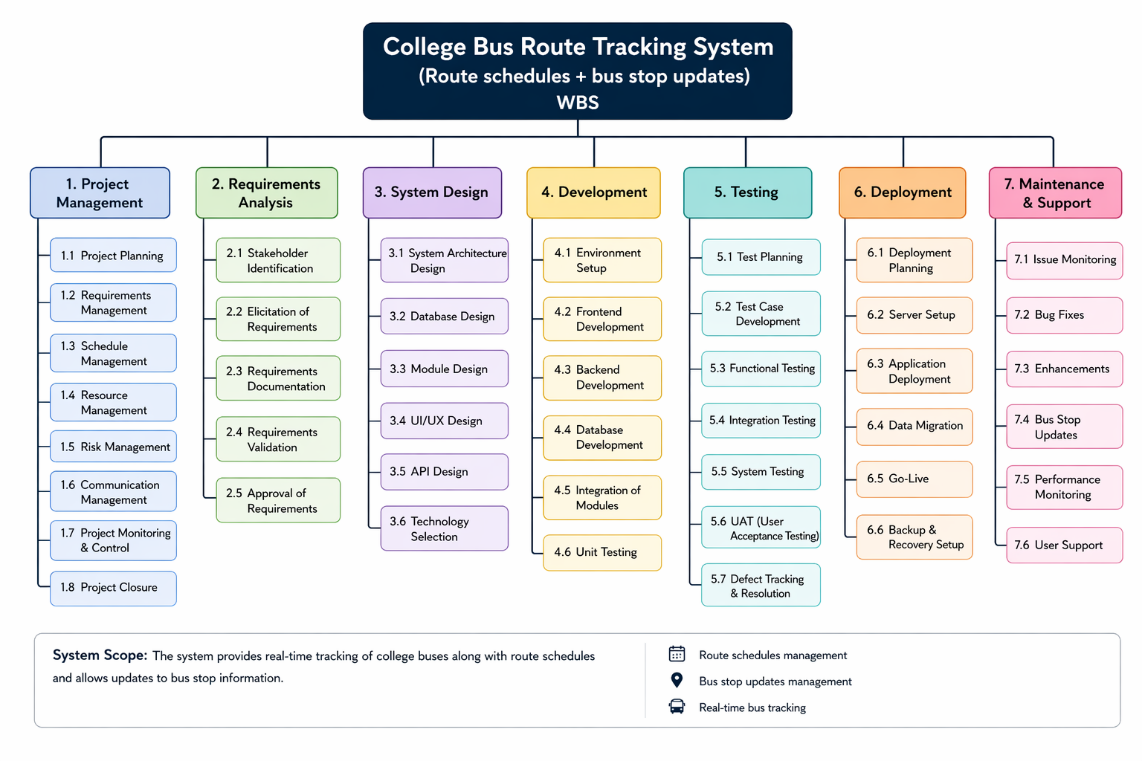 College Bus Route Tracking System
(Route schedules + bus stop updates)
WBS
1. Project
Management
1.1 Project Planning
1.2 Requirements
Management
1.3 Schedule
Management
1.4 Resource
Management
1.5 Risk Management
1.6 Communication
Management
1.7 Project Monitoring
& Control
1.8 Project Closure
2. Requirements
Analysis
2.1 Stakeholder
Identification
2.2 Elicitation of
Requirements
2.3 Requirements
Documentation
2.4 Requirements
Validation
2.5 Approval of
Requirements
3. System Design
3.1 System Architecture
Design
3.2 Database Design
3.3 Module Design
3.4 UI/UX Design
3.5 API Design
3.6 Technology
Selection
4. Development
4.1 Environment
Setup
4.2 Frontend
Development
4.3 Backend
Development
4.4 Database
Development
4.5 Integration of
Modules
4.6 Unit Testing
5. Testing
5.1 Test Planning
5.2 Test Case
Development
5.3 Functional Testing
5.4 Integration Testing
5.5 System Testing
5.6 UAT (User
Acceptance Testing)
5.7 Defect Tracking
& Resolution
6. Deployment
6.1 Deployment
Planning
6.2 Server Setup
6.3 Application
Deployment
6.4 Data Migration
6.5 Go-Live
6.6 Backup &
Recovery Setup
7. Maintenance
& Support
7.1 Issue Monitoring
7.2 Bug Fixes
7.3 Enhancements
7.4 Bus Stop
Updates
7.5 Performance
Monitoring
7.6 User Support
System Scope: The system provides real-time tracking of college buses along with route schedules
and allows updates to bus stop information.
Route schedules management
Bus stop updates management
Real-time bus tracking